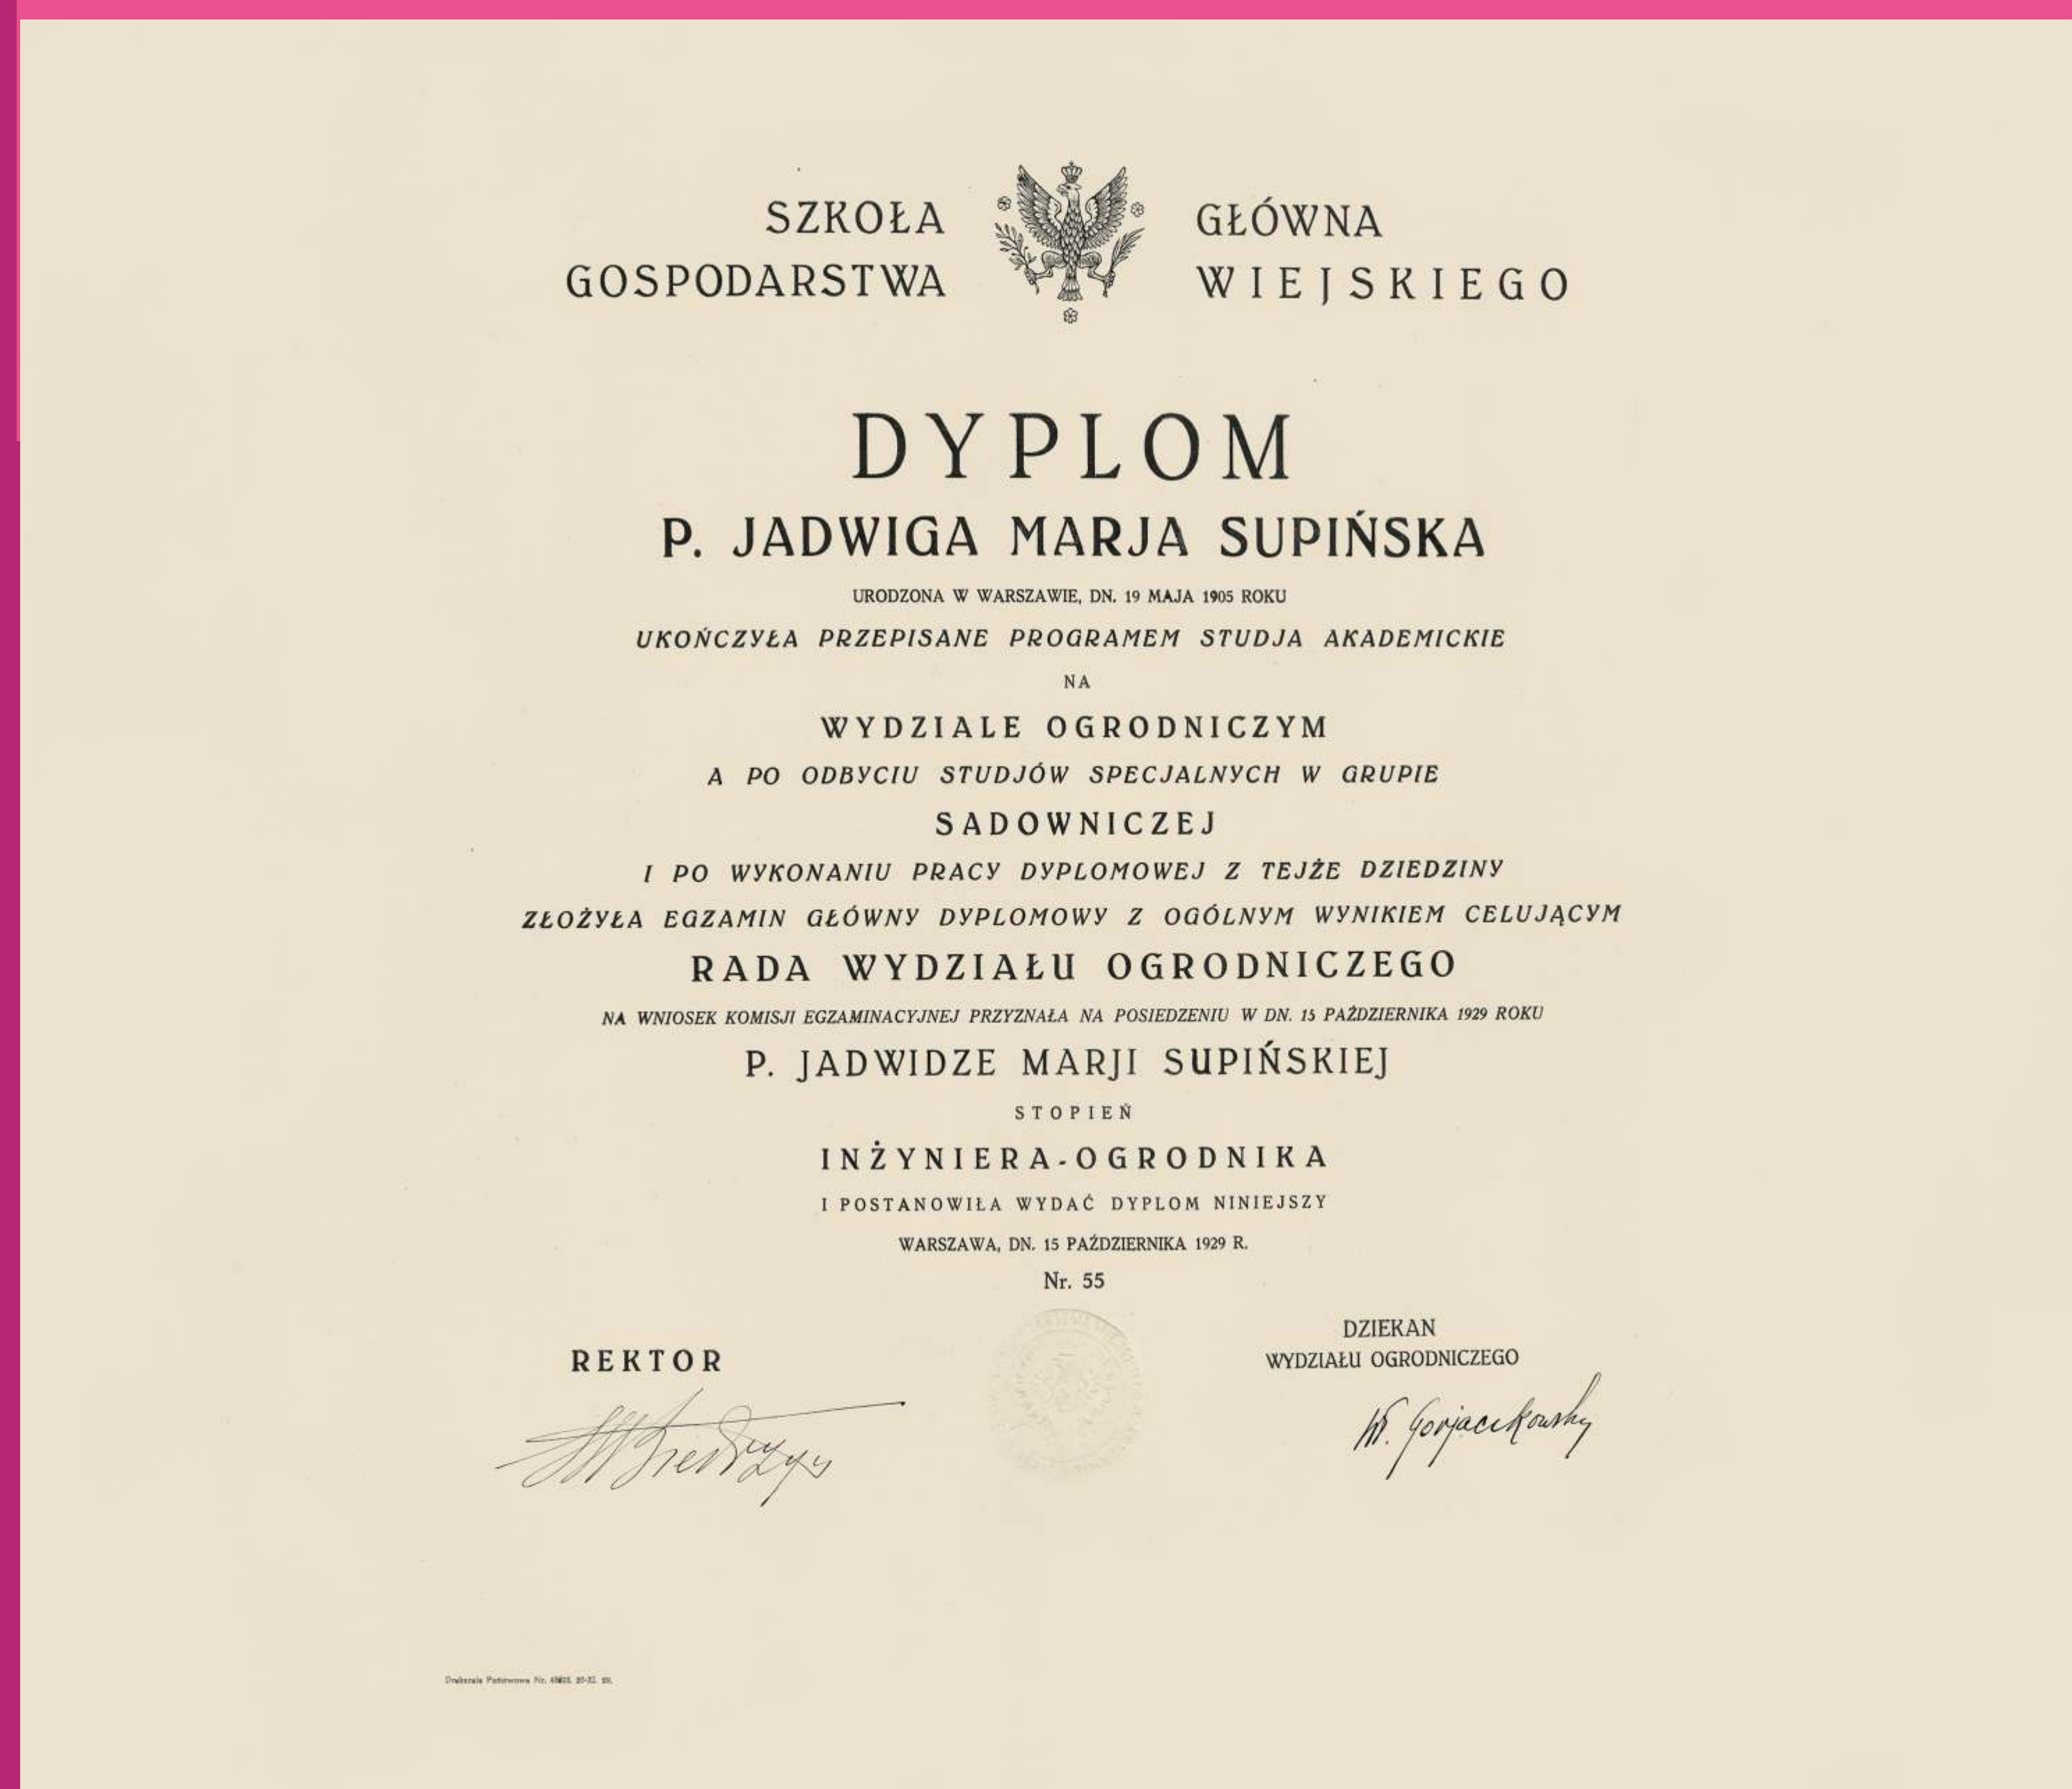 SZKOŁA GŁÓWNA
GOSPODARSTWA WIEJSKIEGO
DYPLOM
P. JADWIGA MARJA SUPIŃSKA
URODZONA W WARSZAWIE, DN. 19 MAJA 1905 ROKU
UKOŃCZYŁA PRZEPISANE PROGRAMEM STUDJA AKADEMICKIE
NA
WYDZIALE OGRODNICZYM
A PO ODBYCIU STUDJÓW SPECJALNYCH W GRUPIE
SADOWNICZEJ
I PO WYKONANIU PRACY DYPLOMOWEJ Z TEJŻE DZIEDZINY
ZŁOŻYŁA EGZAMIN GŁÓWNY DYPLOMOWY Z OGÓLNYM WYNIKIEM CELUJĄCYM
RADA WYDZIAŁU OGRODNICZEGO
NA WNIOSEK KOMISJI EGZAMINACYJNEJ PRZYZNAŁA NA POSIEDZENIU W DN. 15 PAŹDZIERNIKA 1929 ROKU
P. JADWIDZE MARJI SUPIŃSKIEJ
STOPIEŃ
INŻYNIERA-OGRODNIKA
I POSTANOWIŁA WYDAĆ DYPLOM NINIEJSZY
WARSZAWA, DN. 15 PAŹDZIERNIKA 1929 R.
Nr. 55
REKTOR
DZIEKAN
WYDZIAŁU OGRODNICZEGO
W. Gorjaczkowski
Drukarnia Państwowa Nr.